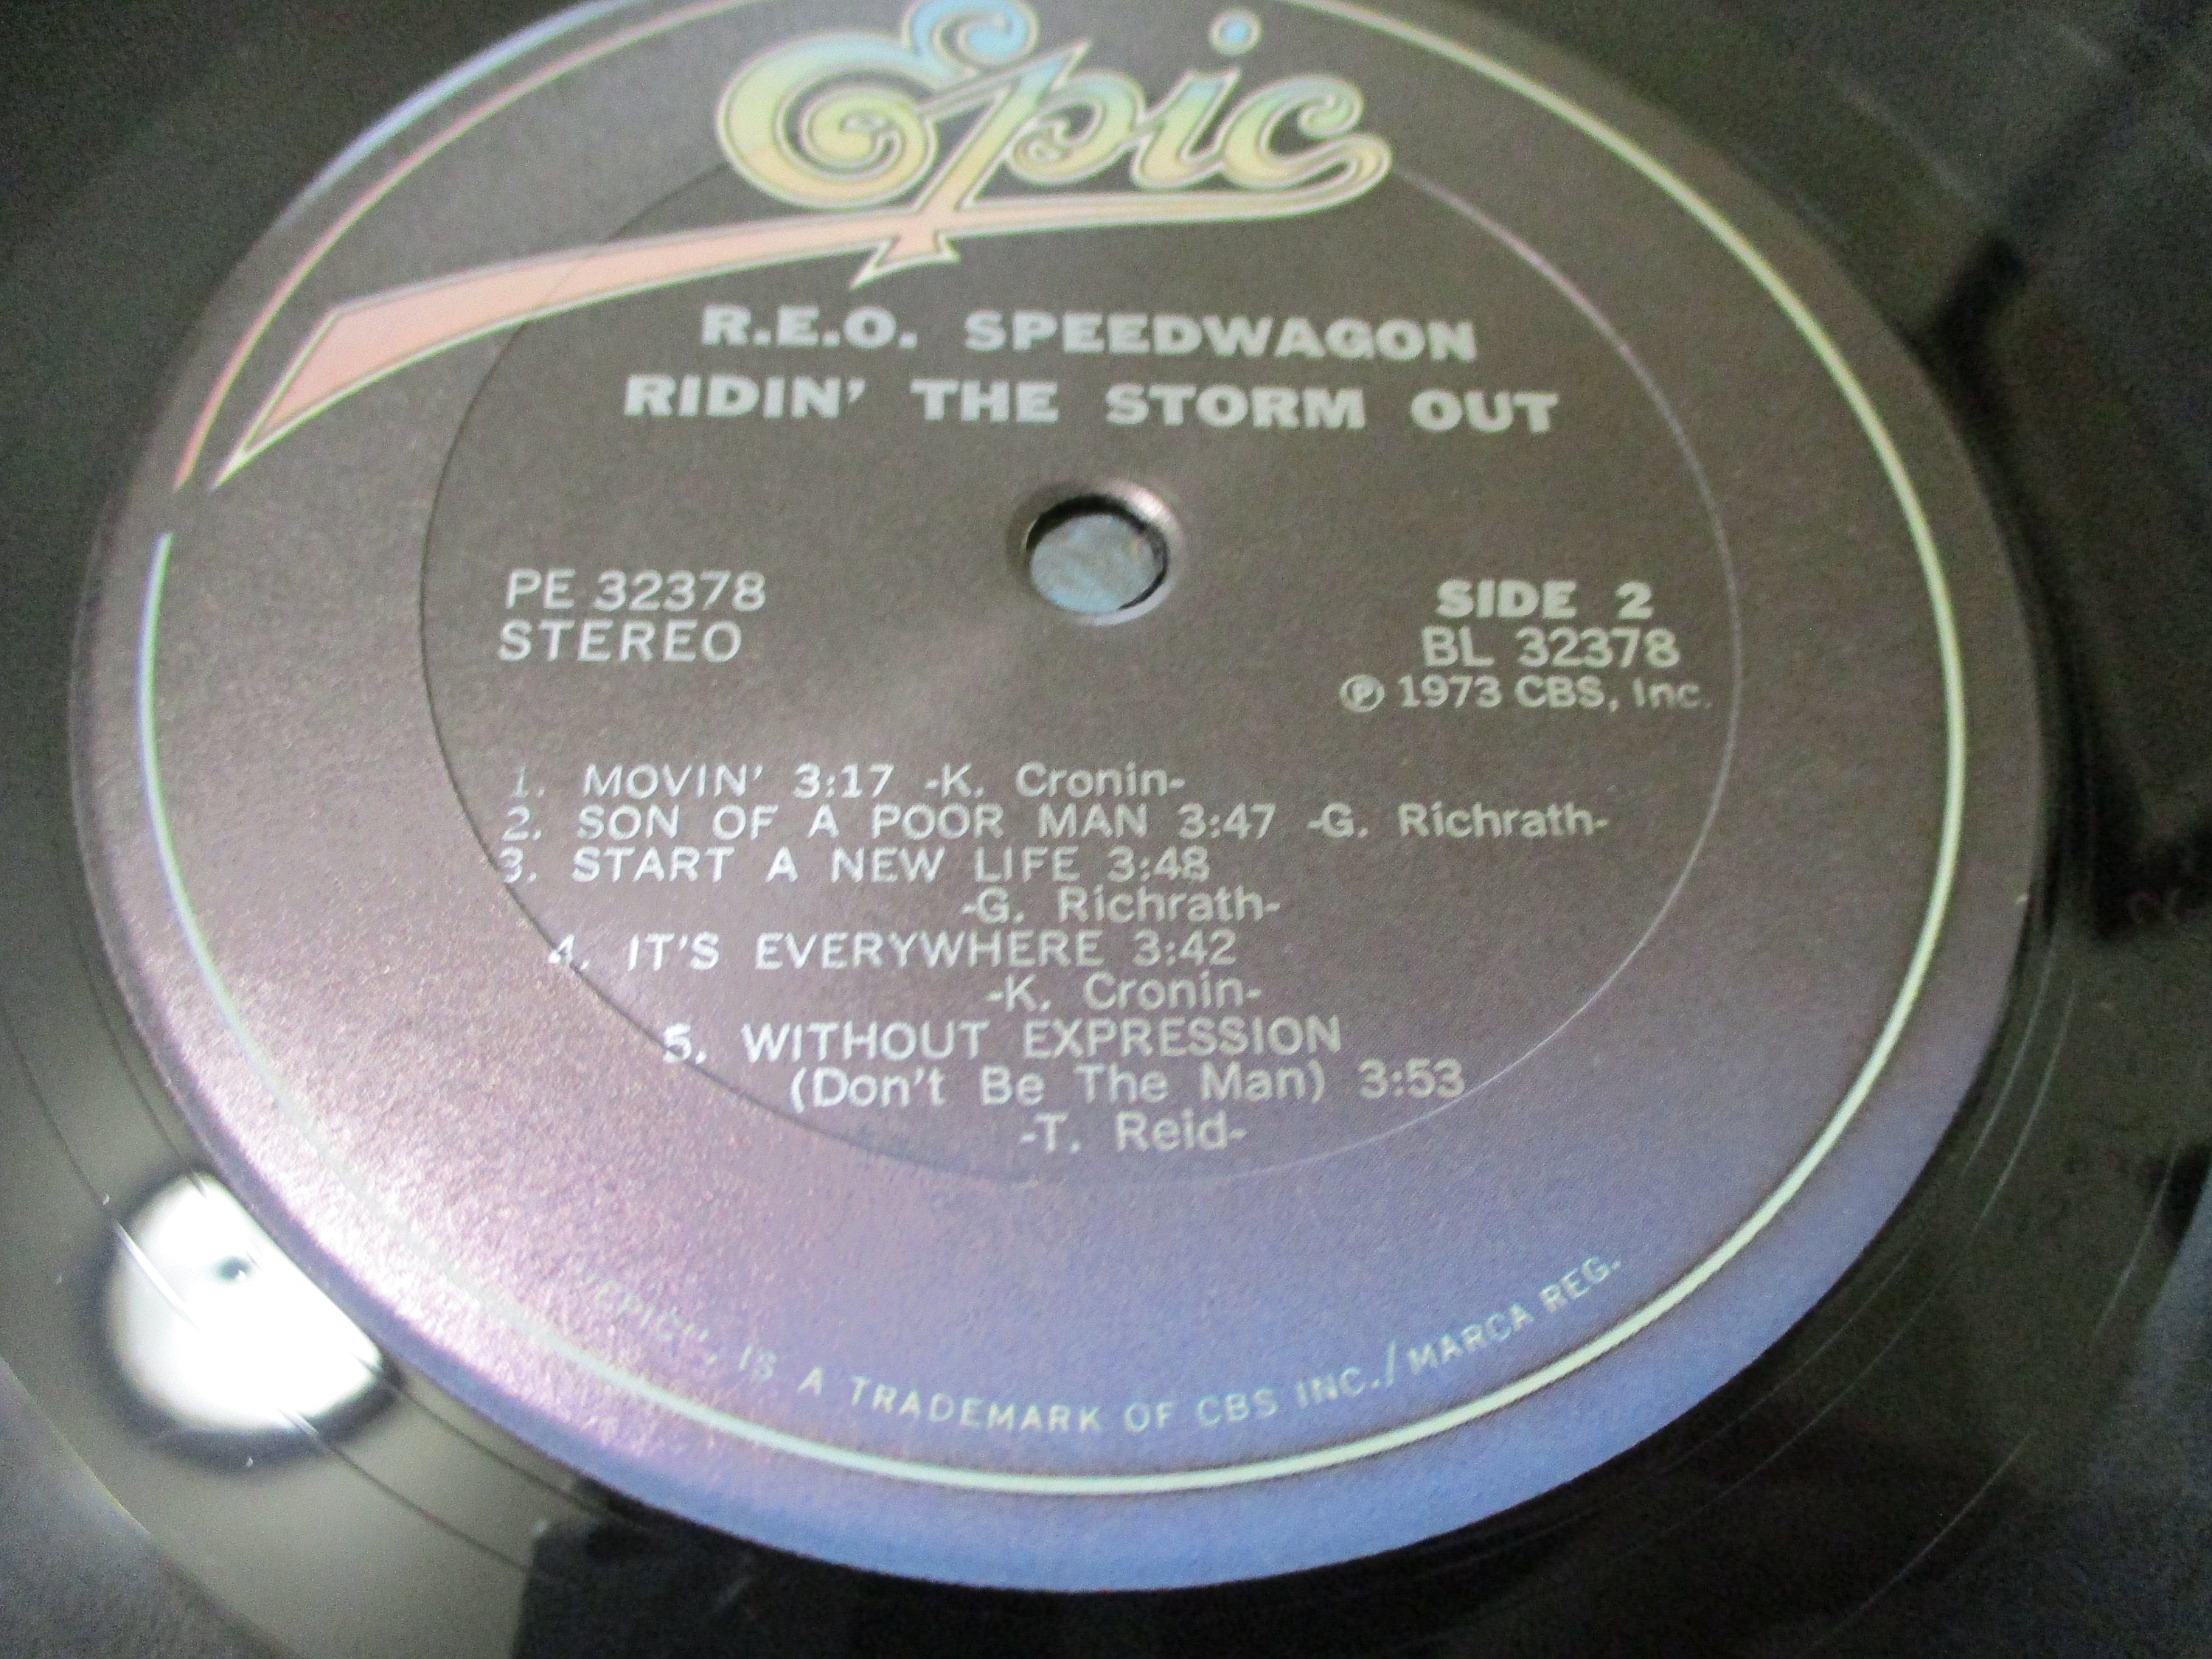 Epic
R.E.O. SPEEDWAGON
RIDIN' THE STORM OUT
PE 32378
STEREO
SIDE 2
BL 32378
Ⓟ 1973 CBS, Inc.
1. MOVIN' 3:17 -K. Cronin-
2. SON OF A POOR MAN 3:47 -G. Richrath-
3. START A NEW LIFE 3:48
-G. Richrath-
4. IT'S EVERYWHERE 3:42
-K. Cronin-
5. WITHOUT EXPRESSION
(Don't Be The Man) 3:53
-T. Reid-
"EPIC", IS A TRADEMARK OF CBS INC./MARCA REG.